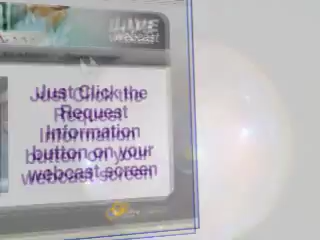 Just Click the
Request
Information
button on your
webcast screen